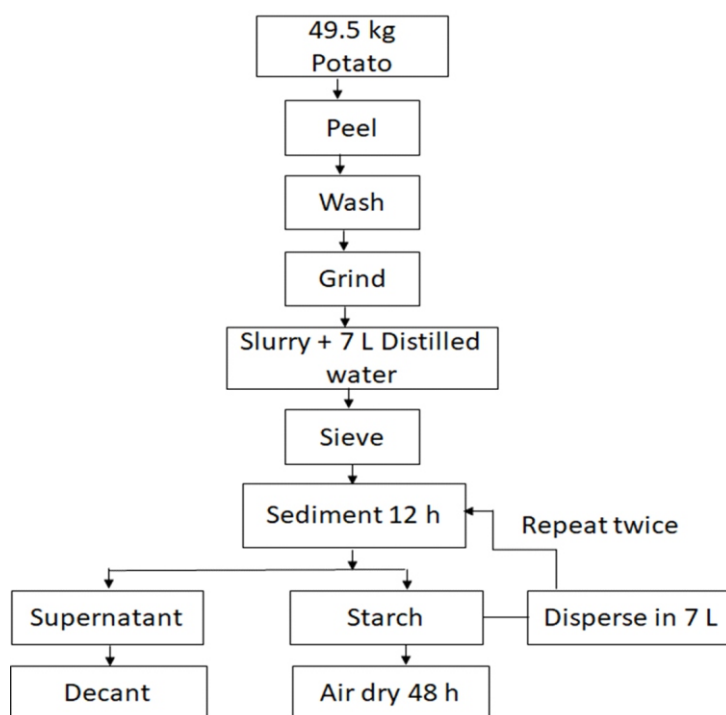 49.5 kg
Potato
Peel
Wash
Grind
Slurry + 7 L Distilled
water
Sieve
Sediment 12 h
Repeat twice
Supernatant
Starch
Disperse in 7 L
Decant
Air dry 48 h